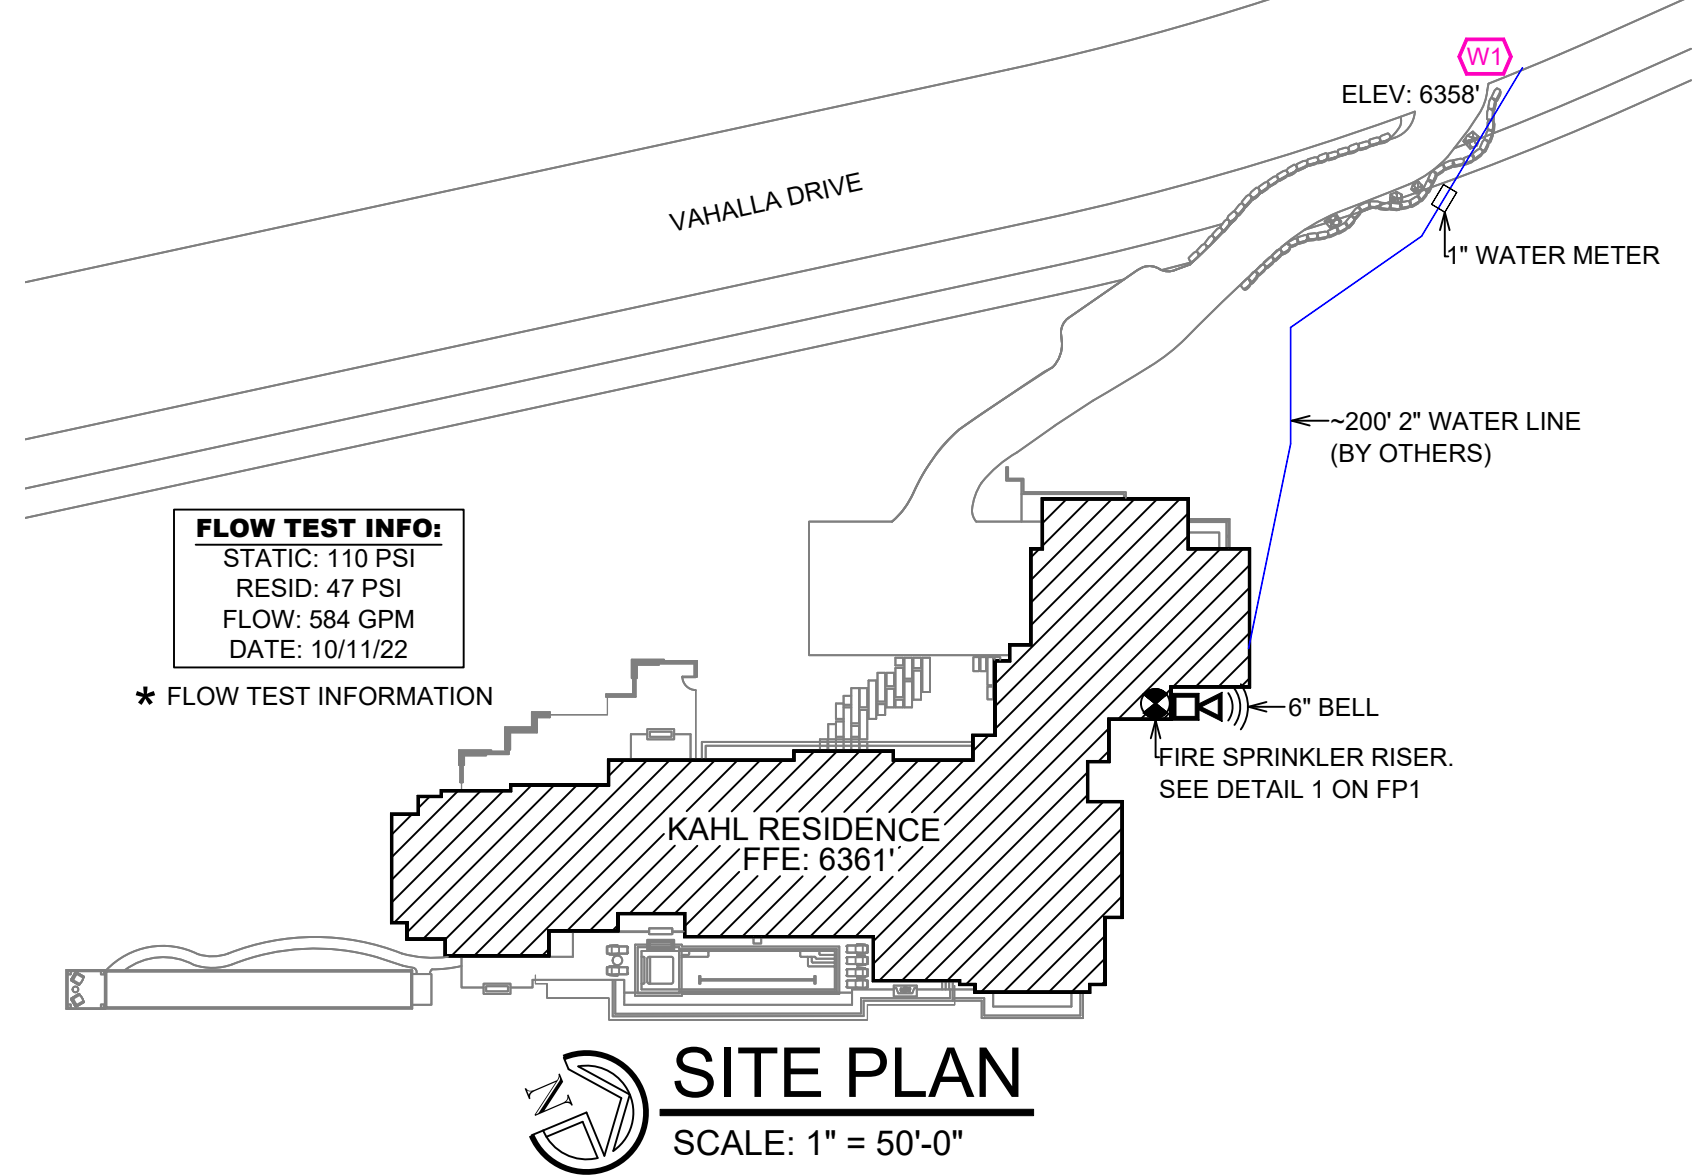 W1
ELEV: 6358'
VAHALLA DRIVE
1" WATER METER
~200' 2" WATER LINE
(BY OTHERS)
FLOW TEST INFO:
STATIC: 110 PSI
RESID: 47 PSI
FLOW: 584 GPM
DATE: 10/11/22
* FLOW TEST INFORMATION
6" BELL
FIRE SPRINKLER RISER.
SEE DETAIL 1 ON FP1
KAHL RESIDENCE
FFE: 6361'
N
SITE PLAN
SCALE: 1" = 50'-0"